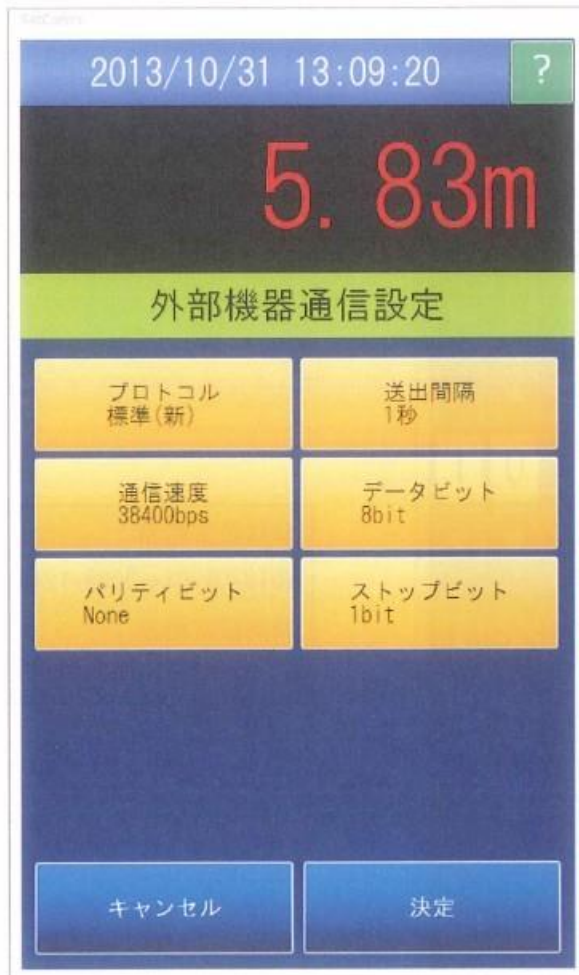 2013/10/31 13:09:20 ?
5. 83m
外部機器通信設定
プロトコル
標準(新)
送出間隔
1秒
通信速度
38400bps
データビット
8bit
パリティビット
None
ストップビット
1bit
キャンセル
決定